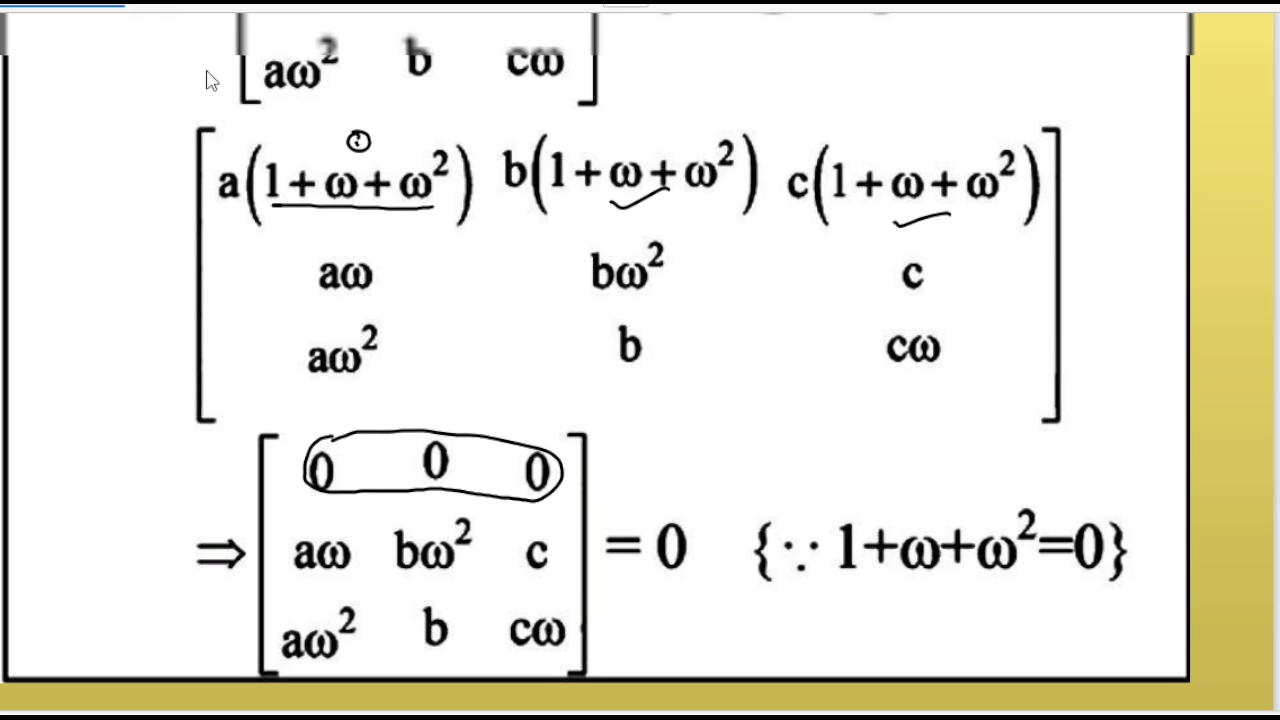 aω² b cω
a(1+ω+ω²) b(1+ω+ω²) c(1+ω+ω²)
aω bω² c
aω² b cω
0 0 0
⇒ aω bω² c = 0 {∵ 1+ω+ω²=0}
aω² b cω